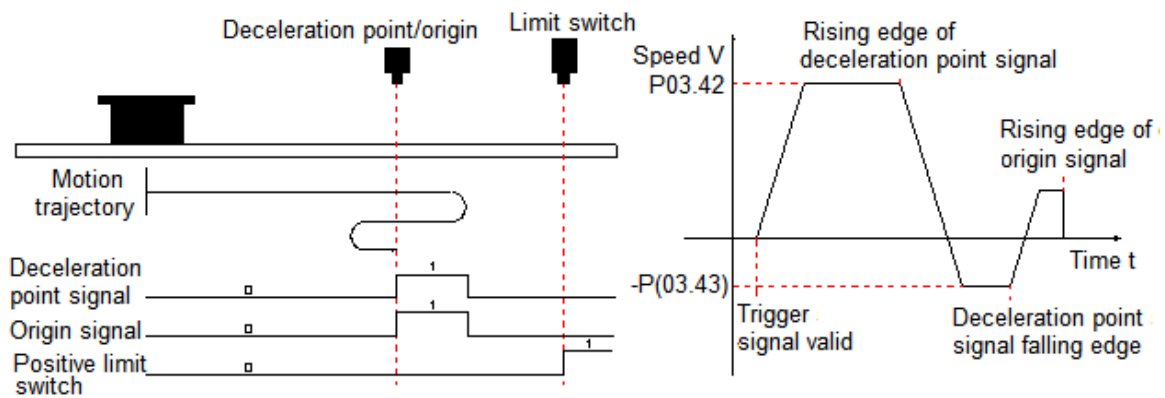 Deceleration point/origin
Limit switch
Motion
trajectory
Deceleration
point signal
0
1
Origin signal
0
1
Positive limit
switch
0
1
Speed V
P03.42
Rising edge of
deceleration point signal
Rising edge of
origin signal
Time t
-P(03.43)
Trigger
signal valid
Deceleration point
signal falling edge